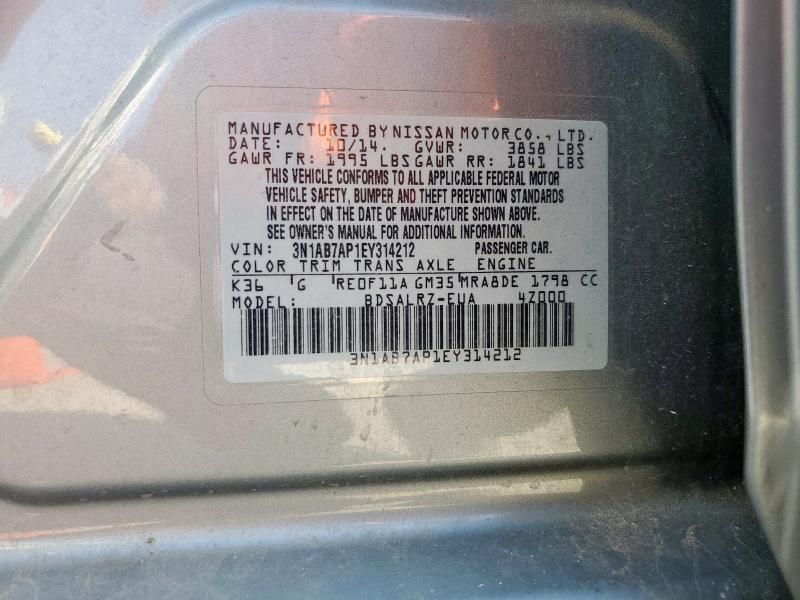 MANUFACTURED BY NISSAN MOTOR CO., LTD.
DATE: 10/14. GVWR: 3858 LBS
GAWR FR: 1995 LBS GAWR RR: 1841 LBS
THIS VEHICLE CONFORMS TO ALL APPLICABLE FEDERAL MOTOR
VEHICLE SAFETY, BUMPER AND THEFT PREVENTION STANDARDS
IN EFFECT ON THE DATE OF MANUFACTURE SHOWN ABOVE.
SEE OWNER'S MANUAL FOR ADDITIONAL INFORMATION.
VIN: 3N1AB7AP1EY314212 PASSENGER CAR.
COLOR TRIM TRANS AXLE ENGINE
K36 G RE0F11A GM35 MRA8DE 1798 CC
MODEL: BDSALRZ-EUA 4Z000
3N1AB7AP1EY314212